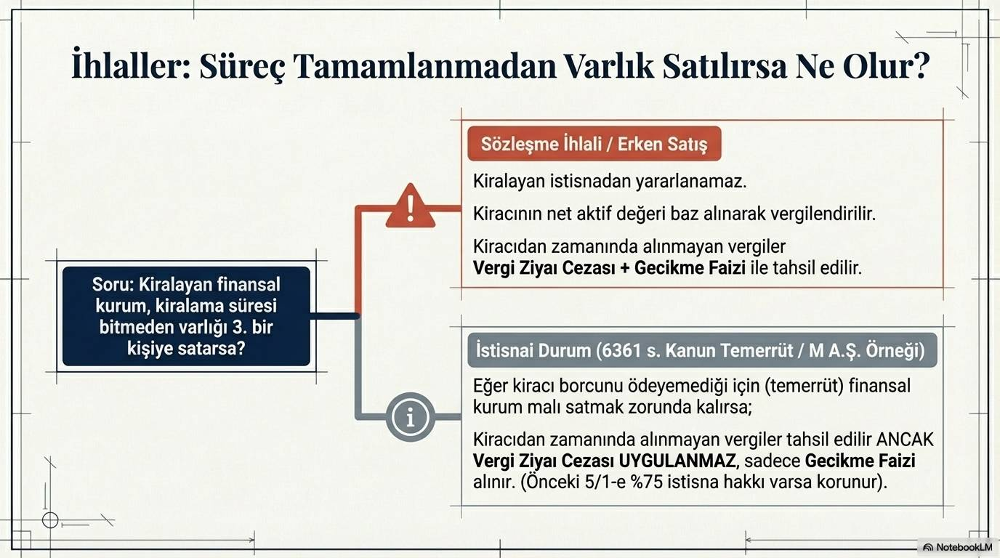 İhlaller: Süreç Tamamlanmadan Varlık Satılırsa Ne Olur?
Soru: Kiralayan finansal
kurum, kiralama süresi
bitmeden varlığı 3. bir
kişiye satarsa?
Sözleşme İhlali / Erken Satış
Kiralayan istisnadan yararlanamaz.
Kiracının net aktif değeri baz alınarak vergilendirilir.
Kiracıdan zamanında alınmayan vergiler
Vergi Ziyaı Cezası + Gecikme Faizi ile tahsil edilir.
İstisnai Durum (6361 s. Kanun Temerrüt / M A.Ş. Örneği)
Eğer kiracı borcunu ödeyemediği için (temerrüt) finansal
kurum malı satmak zorunda kalırsa;
Kiracıdan zamanında alınmayan vergiler tahsil edilir ANCAK
Vergi Ziyaı Cezası UYGULANMAZ, sadece Gecikme Faizi
alınır. (Önceki 5/1-e %75 istisna hakkı varsa korunur).
NotebookLM